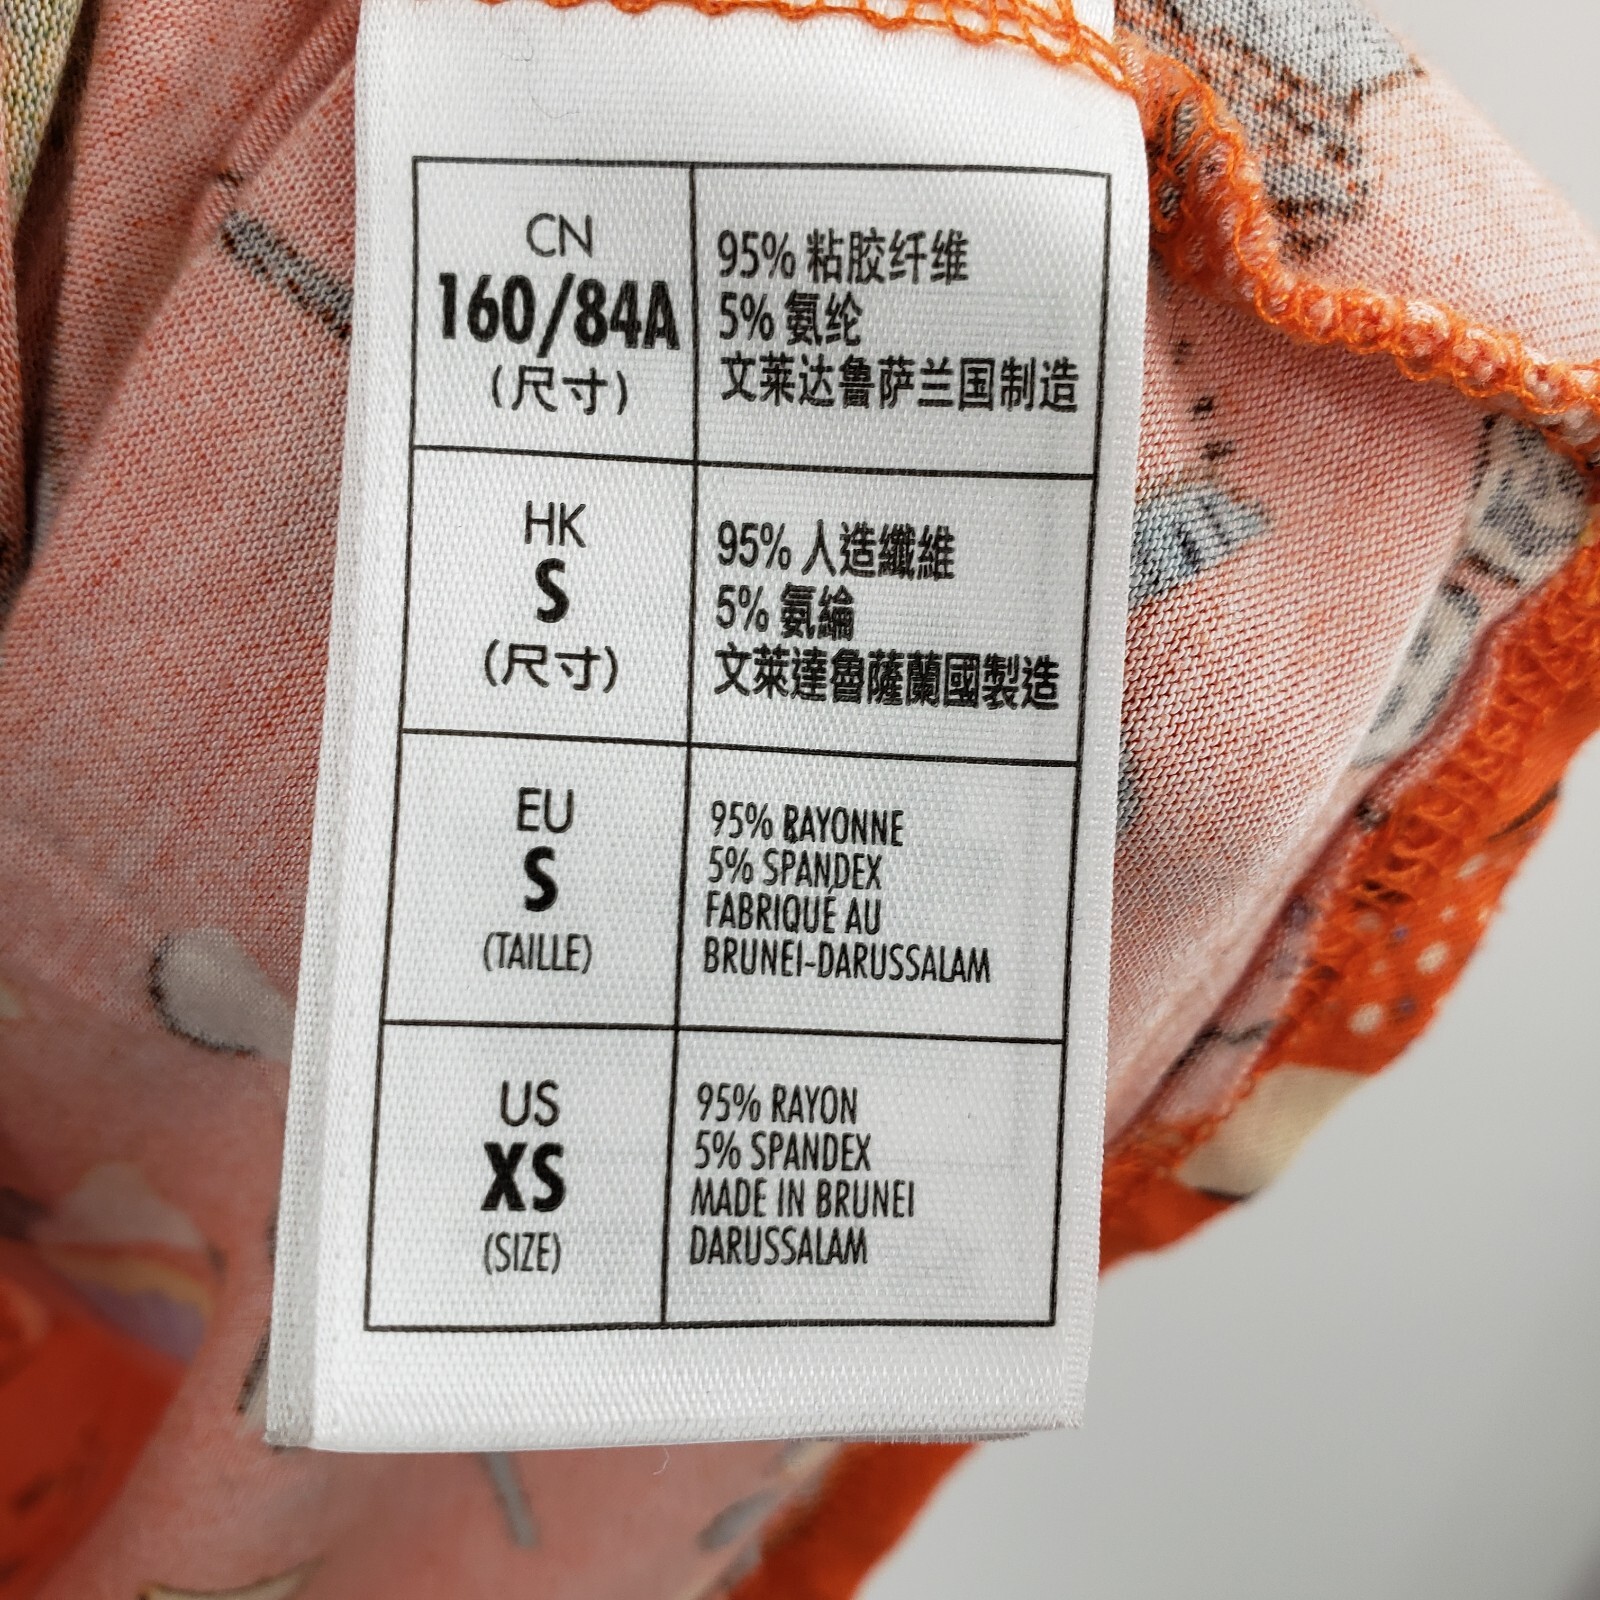 CN
160/84A
(尺寸)
95% 粘胶纤维
5% 氨纶
文莱达鲁萨兰国制造
HK
S
(尺寸)
95% 人造纖維
5% 氨綸
文萊達魯薩蘭國製造
EU
S
(TAILLE)
95% RAYONNE
5% SPANDEX
FABRIQUÉ AU
BRUNEI-DARUSSALAM
US
XS
(SIZE)
95% RAYON
5% SPANDEX
MADE IN BRUNEI
DARUSSALAM